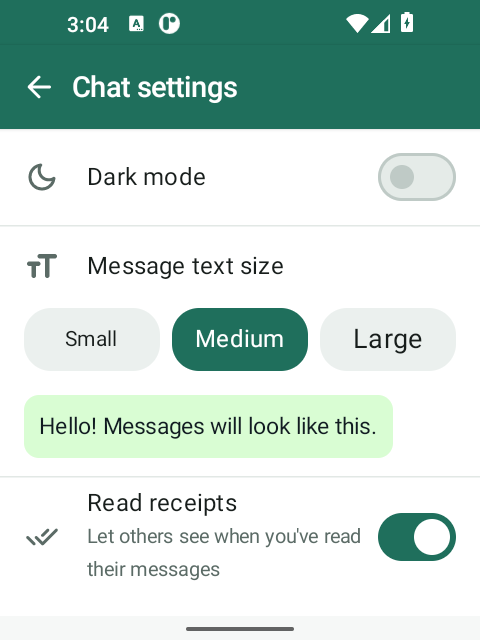 3:04
Chat settings
Dark mode
Message text size
Small
Medium
Large
Hello! Messages will look like this.
Read receipts
Let others see when you've read
their messages